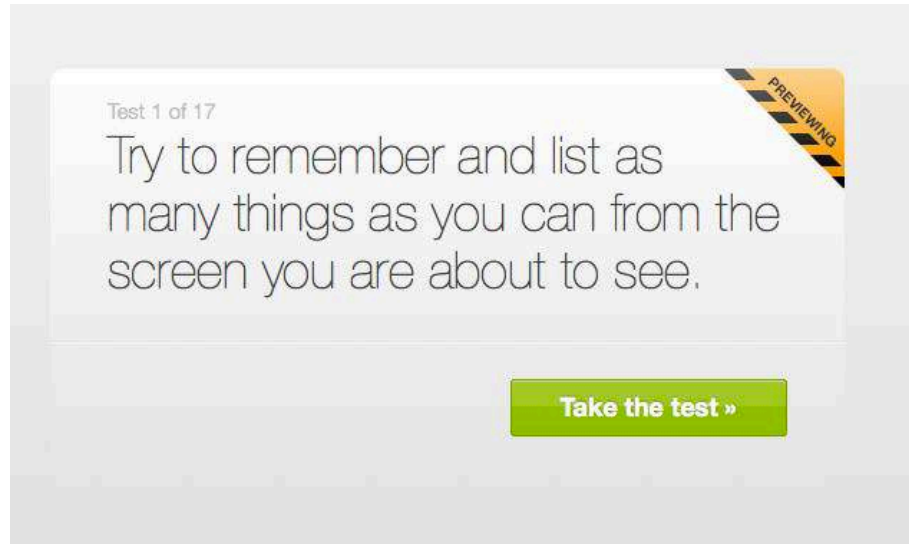 Test 1 of 17
PREVIEWING
Try to remember and list as
many things as you can from the
screen you are about to see.
Take the test »